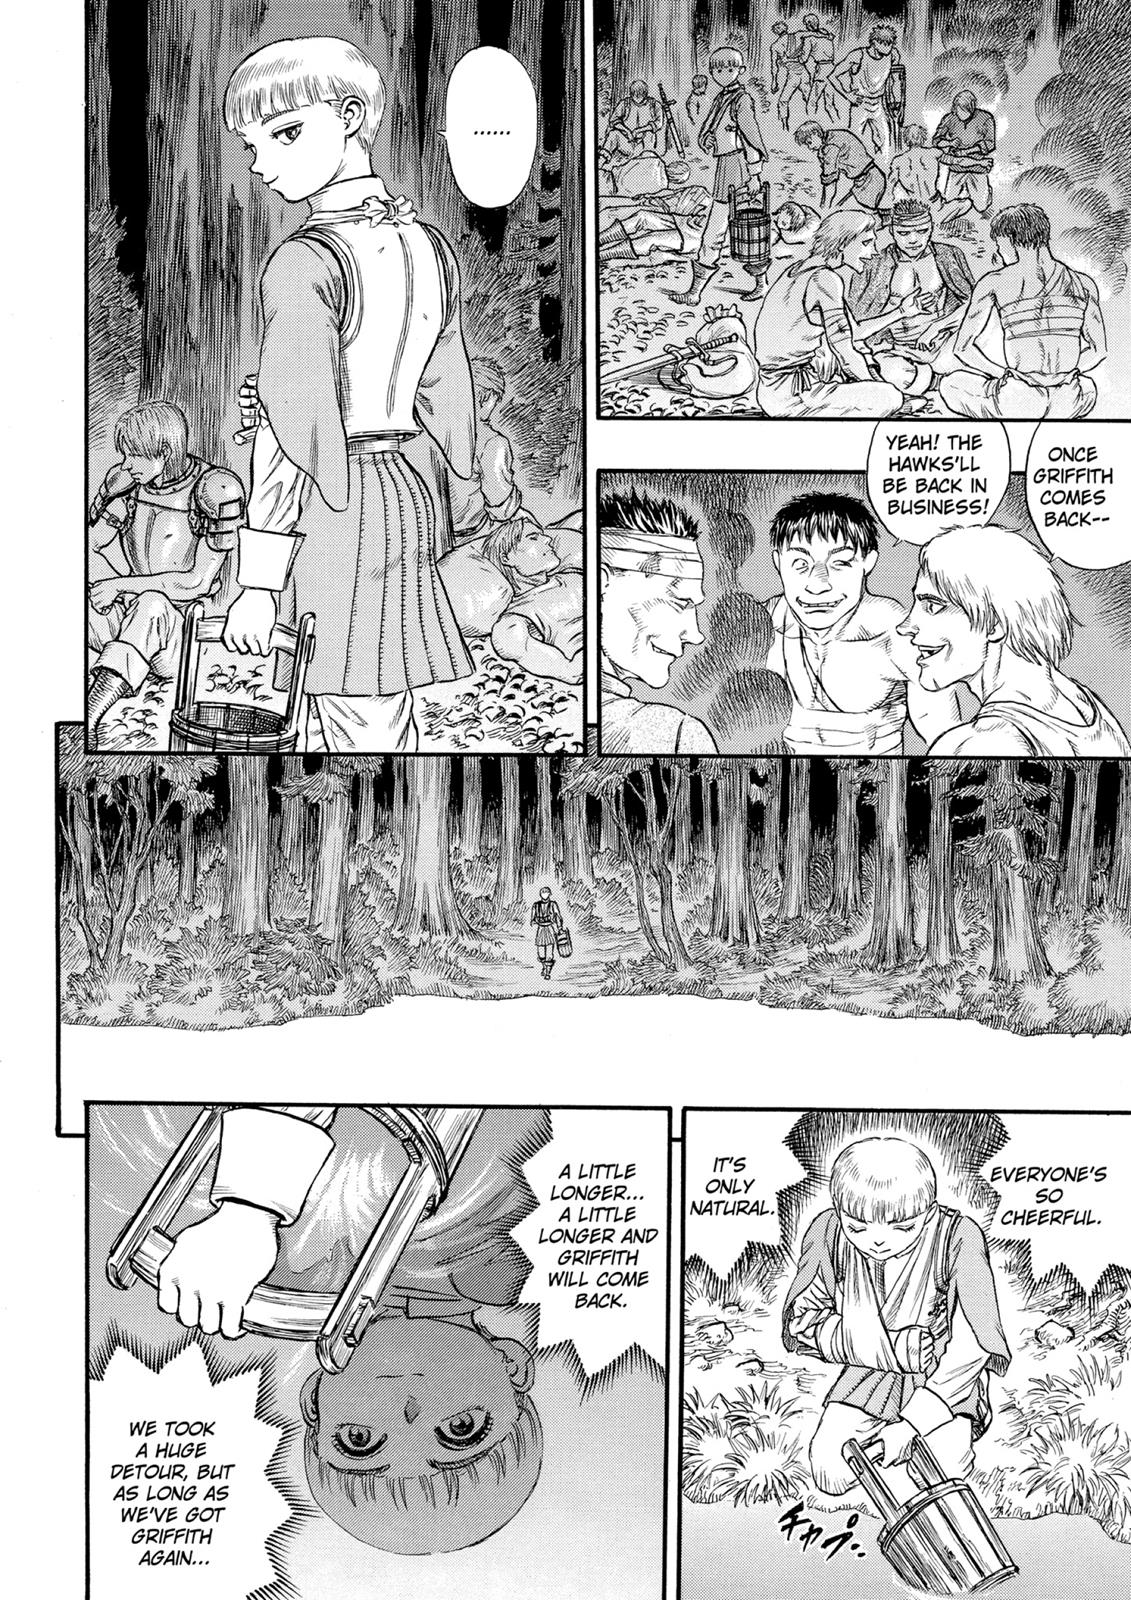 ONCE
GRIFFITH
COMES
BACK--
YEAH! THE
HAWKS'LL
BE BACK IN
BUSINESS!
......
EVERYONE'S
SO
CHEERFUL.
IT'S
ONLY
NATURAL.
チャプ..
A LITTLE
LONGER...
A LITTLE
LONGER AND
GRIFFITH
WILL COME
BACK.
WE TOOK
A HUGE
DETOUR, BUT
AS LONG AS
WE'VE GOT
GRIFFITH
AGAIN...